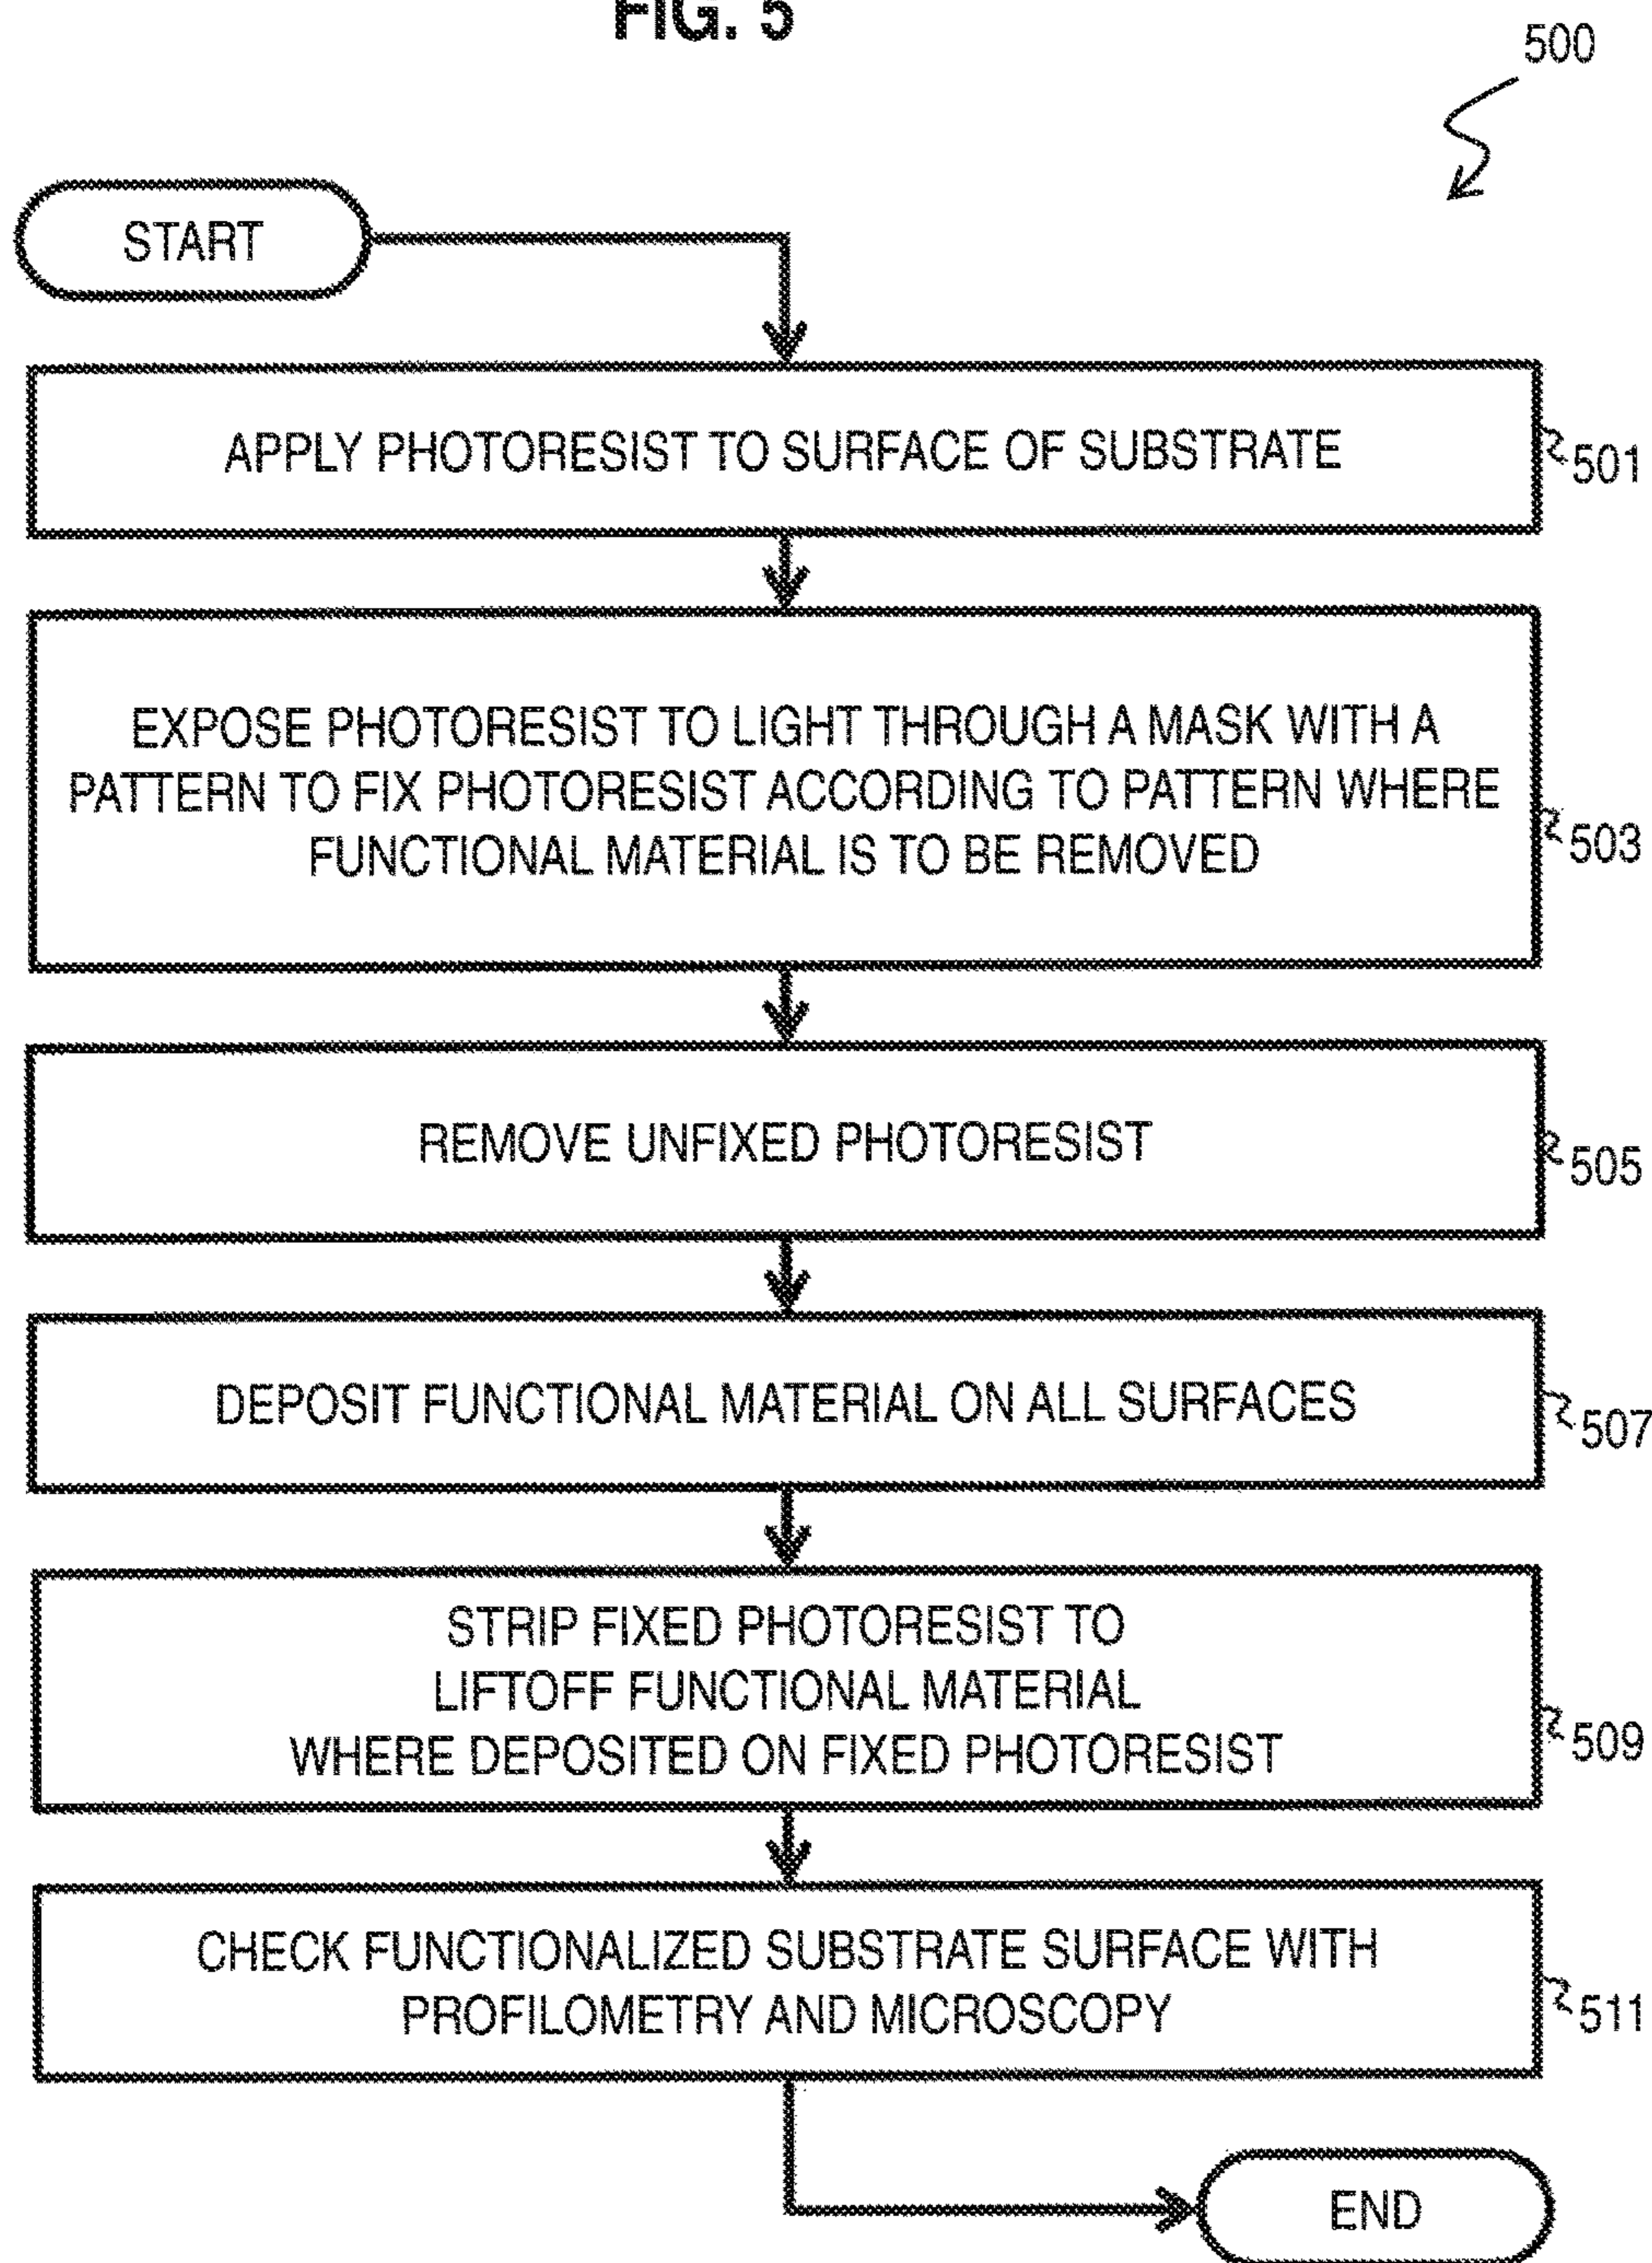 FIG. 5
500
START
APPLY PHOTORESIST TO SURFACE OF SUBSTRATE
501
EXPOSE PHOTORESIST TO LIGHT THROUGH A MASK WITH A
PATTERN TO FIX PHOTORESIST ACCORDING TO PATTERN WHERE
FUNCTIONAL MATERIAL IS TO BE REMOVED
503
REMOVE UNFIXED PHOTORESIST
505
DEPOSIT FUNCTIONAL MATERIAL ON ALL SURFACES
507
STRIP FIXED PHOTORESIST TO
LIFTOFF FUNCTIONAL MATERIAL
WHERE DEPOSITED ON FIXED PHOTORESIST
509
CHECK FUNCTIONALIZED SUBSTRATE SURFACE WITH
PROFILOMETRY AND MICROSCOPY
511
END